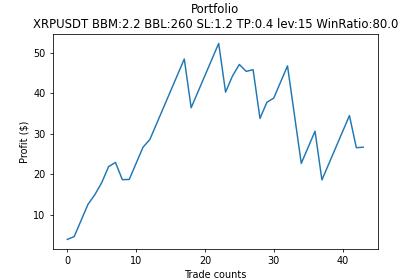 Portfolio
XRPUSDT BBM:2.2 BBL:260 SL:1.2 TP:0.4 lev:15 WinRatio:80.0
Profit ($)
50
40
30
20
10
0
10
20
30
40
Trade counts